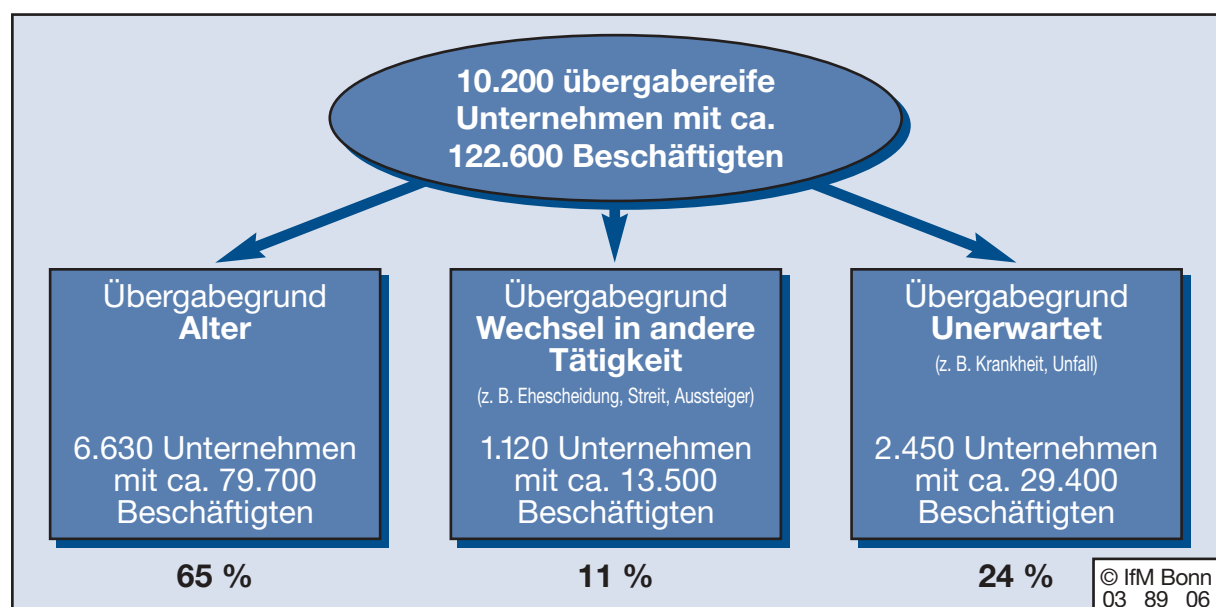 10.200 übergabereife
Unternehmen mit ca.
122.600 Beschäftigten
Übergabegrund
Alter
6.630 Unternehmen
mit ca. 79.700
Beschäftigten
65 %
Übergabegrund
Wechsel in andere
Tätigkeit
(z. B. Ehescheidung, Streit, Aussteiger)
1.120 Unternehmen
mit ca. 13.500
Beschäftigten
11 %
Übergabegrund
Unerwartet
(z. B. Krankheit, Unfall)
2.450 Unternehmen
mit ca. 29.400
Beschäftigten
24 %
© IfM Bonn
03 89 06